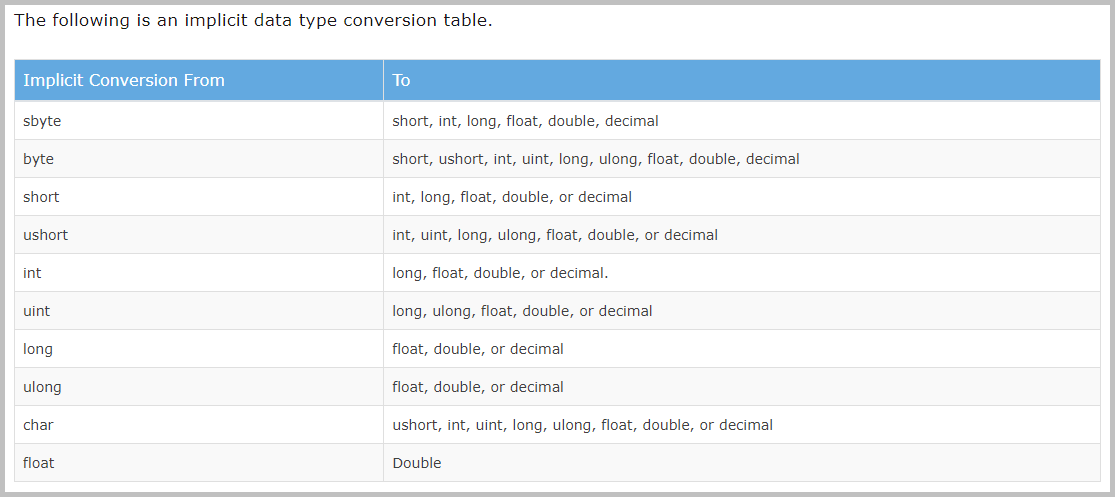 The following is an implicit data type conversion table.
Implicit Conversion From To
sbyte short, int, long, float, double, decimal
byte short, ushort, int, uint, long, ulong, float, double, decimal
short int, long, float, double, or decimal
ushort int, uint, long, ulong, float, double, or decimal
int long, float, double, or decimal.
uint long, ulong, float, double, or decimal
long float, double, or decimal
ulong float, double, or decimal
char ushort, int, uint, long, ulong, float, double, or decimal
float Double